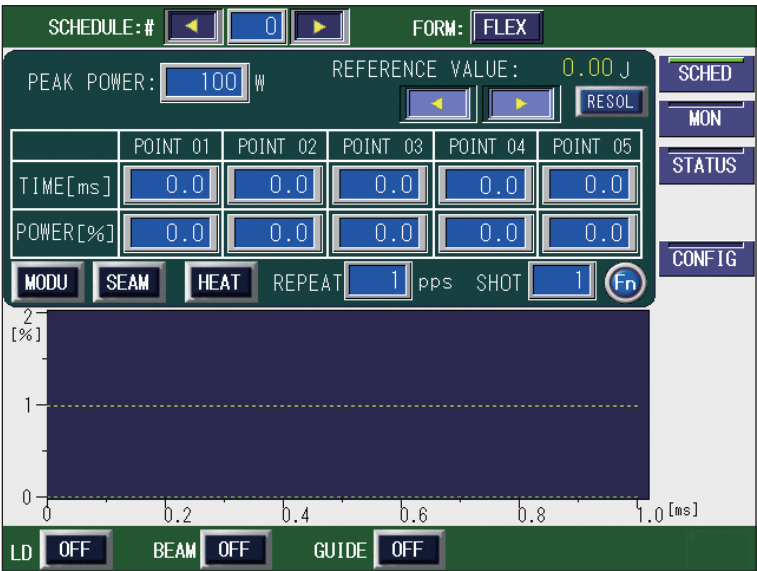 SCHEDULE:# 0 FORM: FLEX
PEAK POWER: 100 W REFERENCE VALUE: 0.00 J
RESOL
SCHED
MON
STATUS
CONFIG
POINT 01 POINT 02 POINT 03 POINT 04 POINT 05
TIME[ms] 0.0 0.0 0.0 0.0 0.0
POWER[%] 0.0 0.0 0.0 0.0 0.0
MODU SEAM HEAT REPEAT 1 pps SHOT 1 Fn
2
[%]
1
0
0 0.2 0.4 0.6 0.8 1.0 [ms]
LD OFF BEAM OFF GUIDE OFF